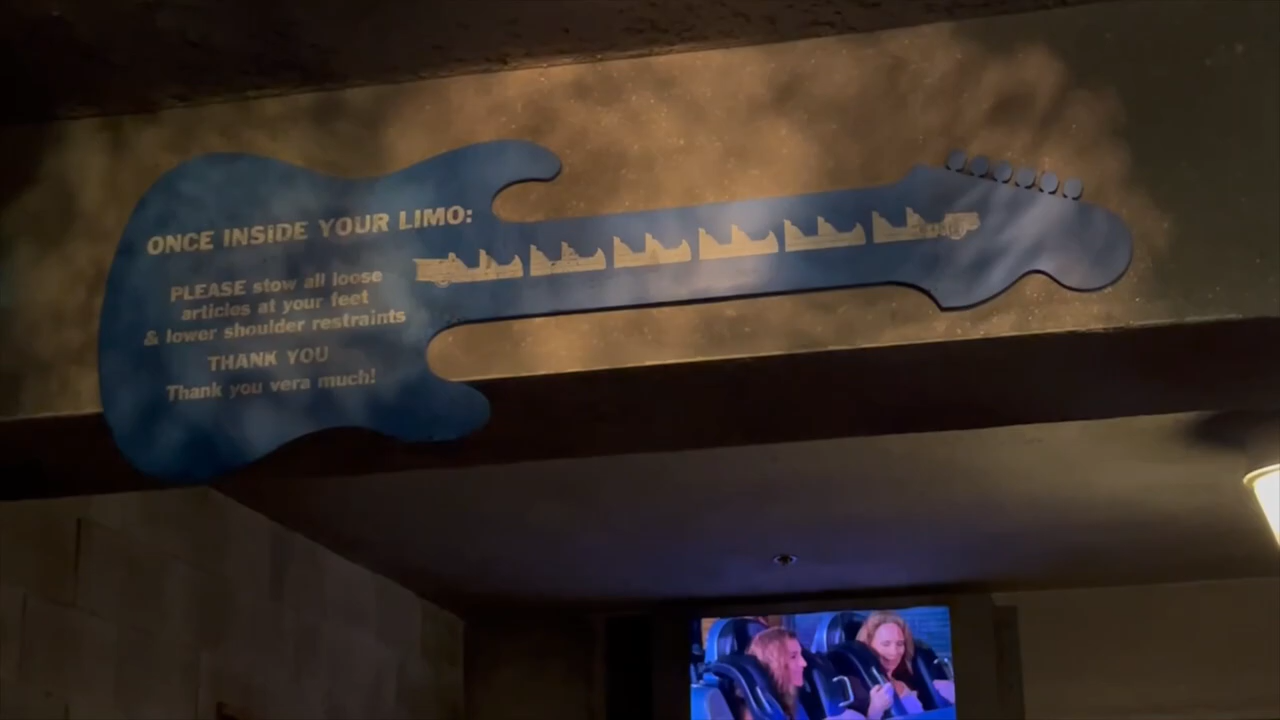 ONCE INSIDE YOUR LIMO:
PLEASE stow all loose
articles at your feet
& lower shoulder restraints
THANK YOU
Thank you vera much!